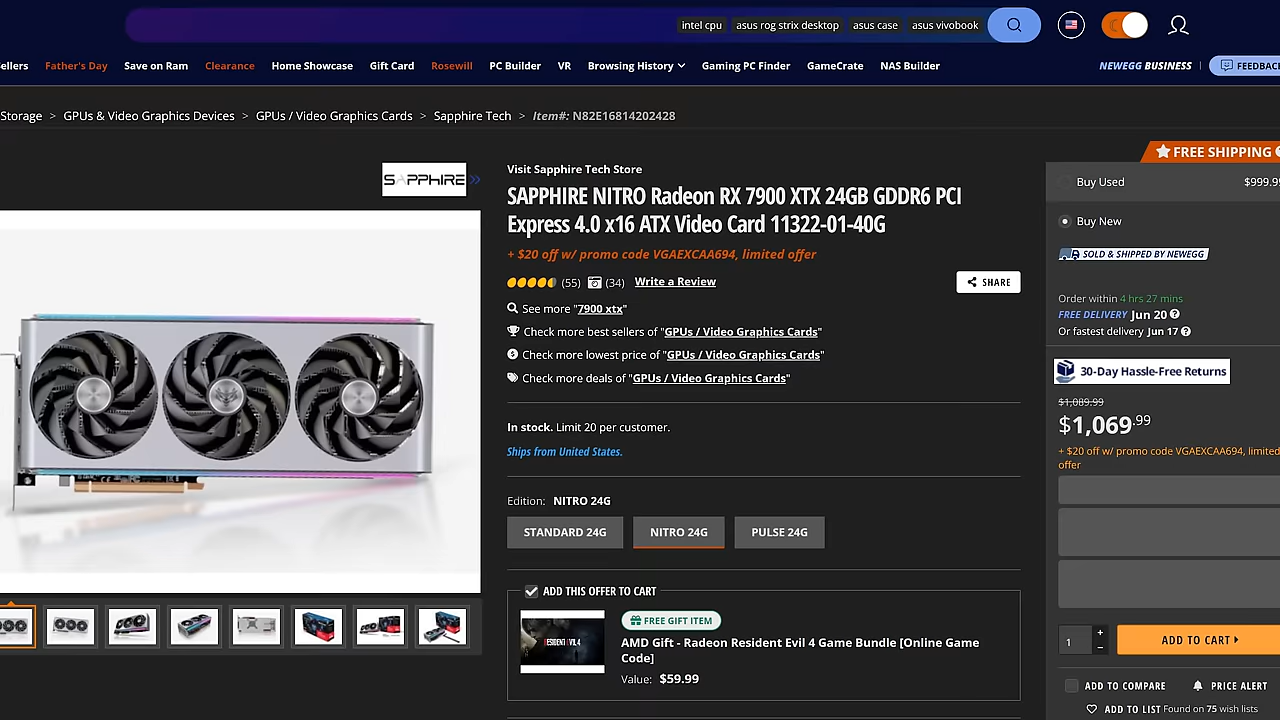 intel cpu asus rog strix desktop asus case asus vivobook
ellers Father's Day Save on Ram Clearance Home Showcase Gift Card Rosewill PC Builder VR Browsing History Gaming PC Finder GameCrate NAS Builder NEWEGG BUSINESS FEEDBAC
Storage > GPUs & Video Graphics Devices > GPUs / Video Graphics Cards > Sapphire Tech > Item#: N82E16814202428
FREE SHIPPING
SAPPHIRE
Visit Sapphire Tech Store
SAPPHIRE NITRO Radeon RX 7900 XTX 24GB GDDR6 PCI
Express 4.0 x16 ATX Video Card 11322-01-40G
+ $20 off w/ promo code VGAEXCAA694, limited offer
(55) (34) Write a Review
SHARE
See more "7900 xtx"
Check more best sellers of "GPUs / Video Graphics Cards"
Check more lowest price of "GPUs / Video Graphics Cards"
Check more deals of "GPUs / Video Graphics Cards"
In stock. Limit 20 per customer.
Ships from United States.
Edition: NITRO 24G
STANDARD 24G NITRO 24G PULSE 24G
ADD THIS OFFER TO CART
RESIDENT EVIL 4
FREE GIFT ITEM
AMD Gift - Radeon Resident Evil 4 Game Bundle [Online Game
Code]
Value: $59.99
Buy Used $999.99
Buy New
SOLD & SHIPPED BY NEWEGG
Order within 4 hrs 27 mins
FREE DELIVERY Jun 20
Or fastest delivery Jun 17
30-Day Hassle-Free Returns
$1,089.99
$1,069.99
+ $20 off w/ promo code VGAEXCAA694, limited
offer
1 + −
ADD TO CART
ADD TO COMPARE PRICE ALERT
ADD TO LIST Found on 75 wish lists